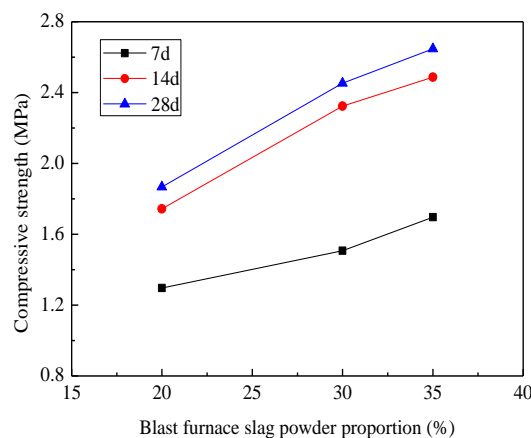 2.8
2.4
2.0
1.6
1.2
0.8
Compressive strength (MPa)
7d
14d
28d
15 20 25 30 35 40
Blast furnace slag powder proportion (%)